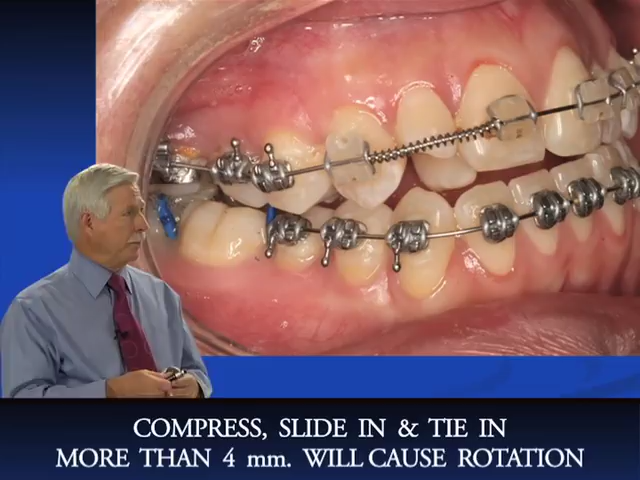 COMPRESS, SLIDE IN & TIE IN
MORE THAN 4 mm. WILL CAUSE ROTATION